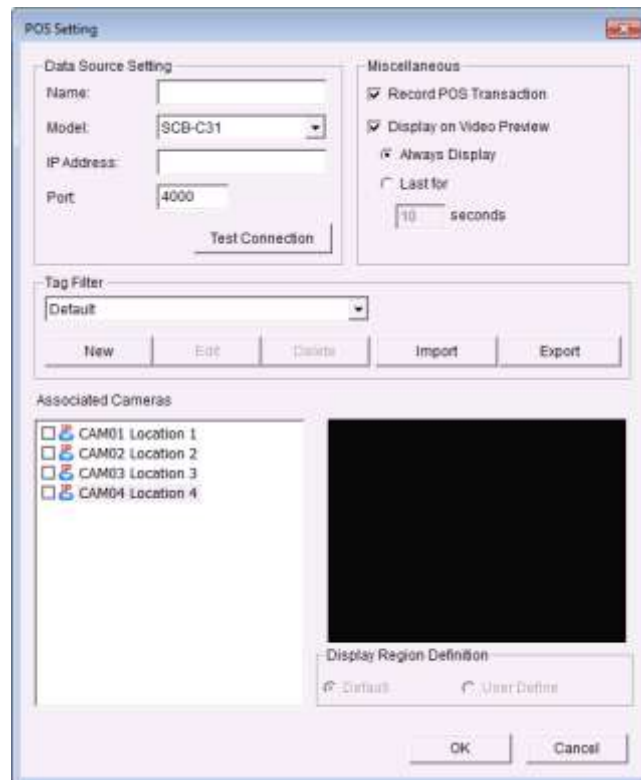 POS Setting
Data Source Setting
Name:
Model:
SCB-C31
IP Address:
Port:
4000
Test Connection
Miscellaneous
Record POS Transaction
Display on Video Preview
Always Display
Last for
10 seconds
Tag Filter
Default
New
Edit
Delete
Import
Export
Associated Cameras
CAM01 Location 1
CAM02 Location 2
CAM03 Location 3
CAM04 Location 4
Display Region Definition
Default
User Define
OK
Cancel